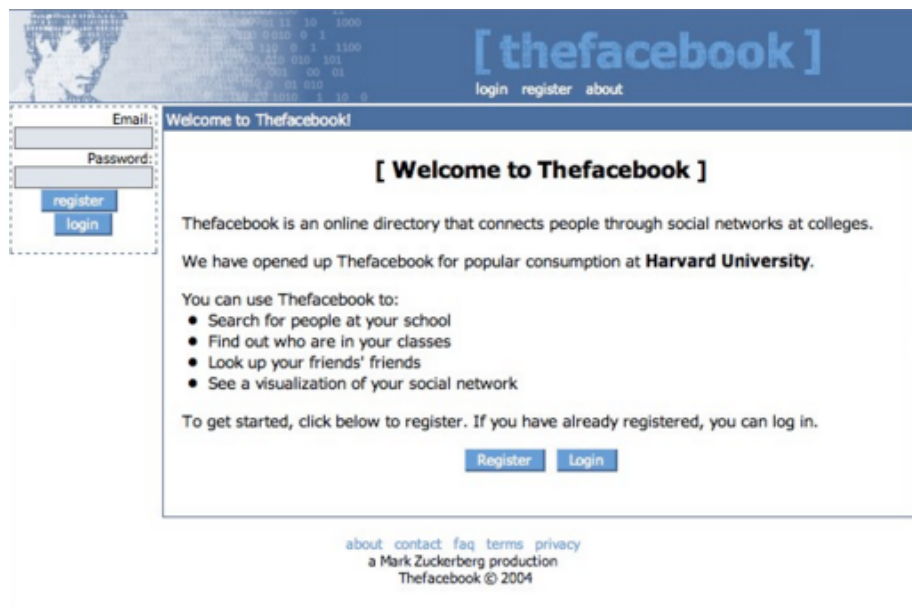 [ thefacebook ]
login register about
Email:
Password:
register
login
Welcome to Thefacebook!
[ Welcome to Thefacebook ]
Thefacebook is an online directory that connects people through social networks at colleges.
We have opened up Thefacebook for popular consumption at Harvard University.
You can use Thefacebook to:
● Search for people at your school
● Find out who are in your classes
● Look up your friends' friends
● See a visualization of your social network
To get started, click below to register. If you have already registered, you can log in.
Register Login
about contact faq terms privacy
a Mark Zuckerberg production
Thefacebook © 2004